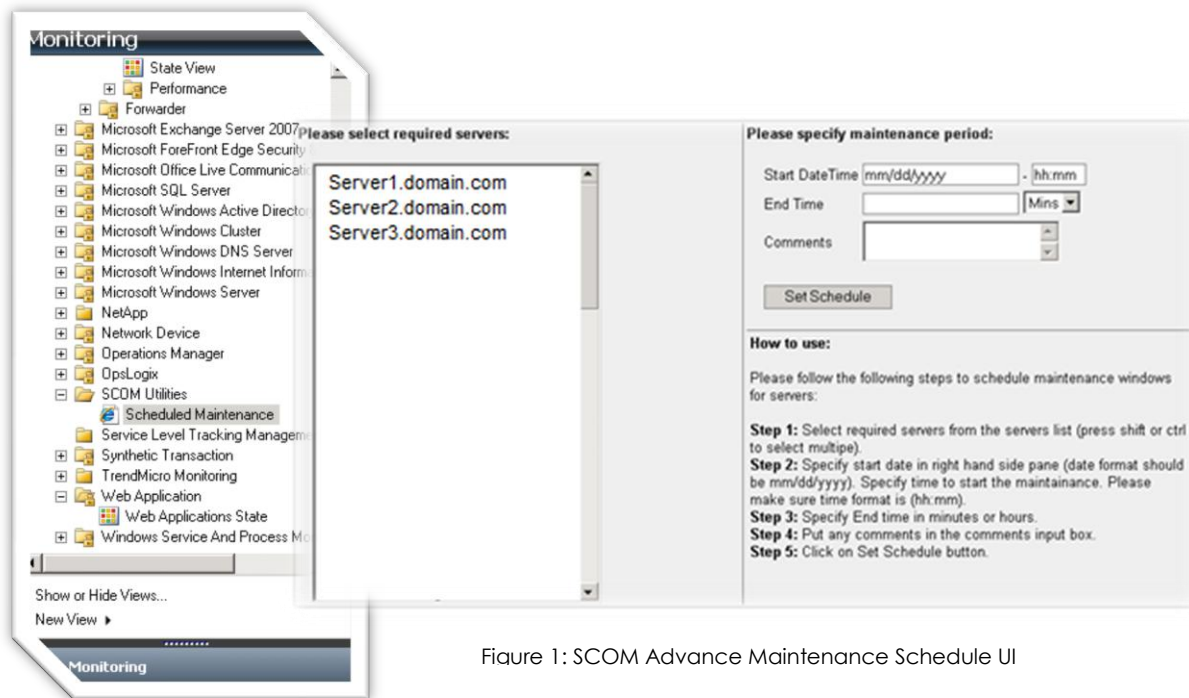 Monitoring
State View
Performance
Forwarder
Microsoft Exchange Server 2007
Microsoft ForeFront Edge Security
Microsoft Office Live Communicatio
Microsoft SQL Server
Microsoft Windows Active Director
Microsoft Windows Cluster
Microsoft Windows DNS Server
Microsoft Windows Internet Informa
Microsoft Windows Server
NetApp
Network Device
Operations Manager
OpsLogix
SCOM Utilities
Scheduled Maintenance
Service Level Tracking Manageme
Synthetic Transaction
TrendMicro Monitoring
Web Application
Web Applications State
Windows Service And Process Mo
Show or Hide Views...
New View
Monitoring
Please select required servers:
Server1.domain.com
Server2.domain.com
Server3.domain.com
Please specify maintenance period:
Start DateTime mm/dd/yyyy - hh:mm
End Time Mins
Comments
Set Schedule
How to use:
Please follow the following steps to schedule maintenance windows
for servers:
Step 1: Select required servers from the servers list (press shift or ctrl
to select multipe).
Step 2: Specify start date in right hand side pane (date format should
be mm/dd/yyyy). Specify time to start the maintainance. Please
make sure time format is (hh:mm).
Step 3: Specify End time in minutes or hours.
Step 4: Put any comments in the comments input box.
Step 5: Click on Set Schedule button.
Figure 1: SCOM Advance Maintenance Schedule UI